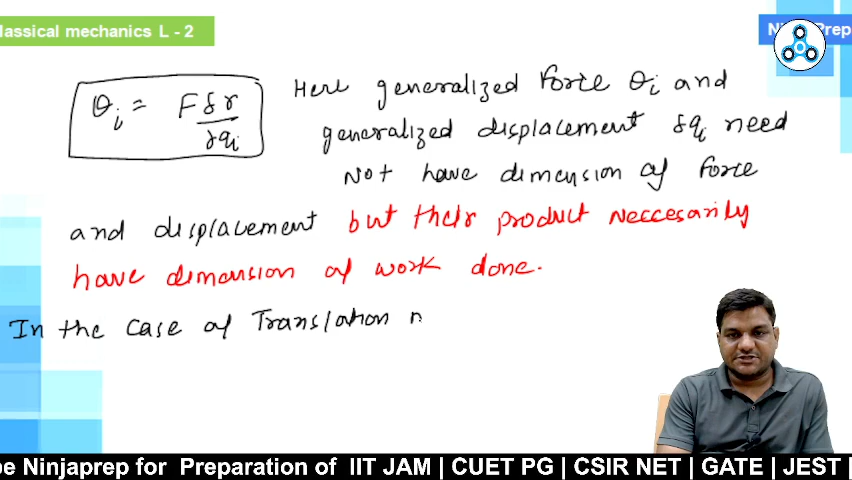 lassical mechanics L - 2
Prep
Qi = F δr / δqi
Here generalized Force Qi and
generalized displacement δqi need
Not have dimension of Force
and displacement but their product neccesarily
have dimension of work done.
In the case of Translation
pe Ninjaprep for Preparation of IIT JAM | CUET PG | CSIR NET | GATE | JEST |